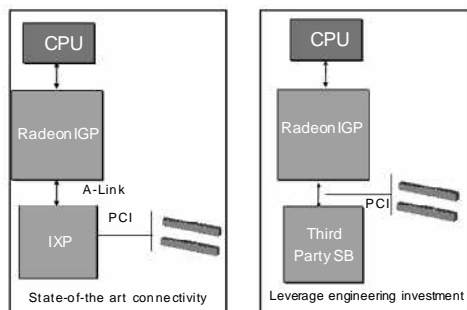 CPU
Radeon IGP
A-Link
PCI
IXP
State-of-the art connectivity
CPU
Radeon IGP
PCI
Third
Party SB
Leverage engineering investment